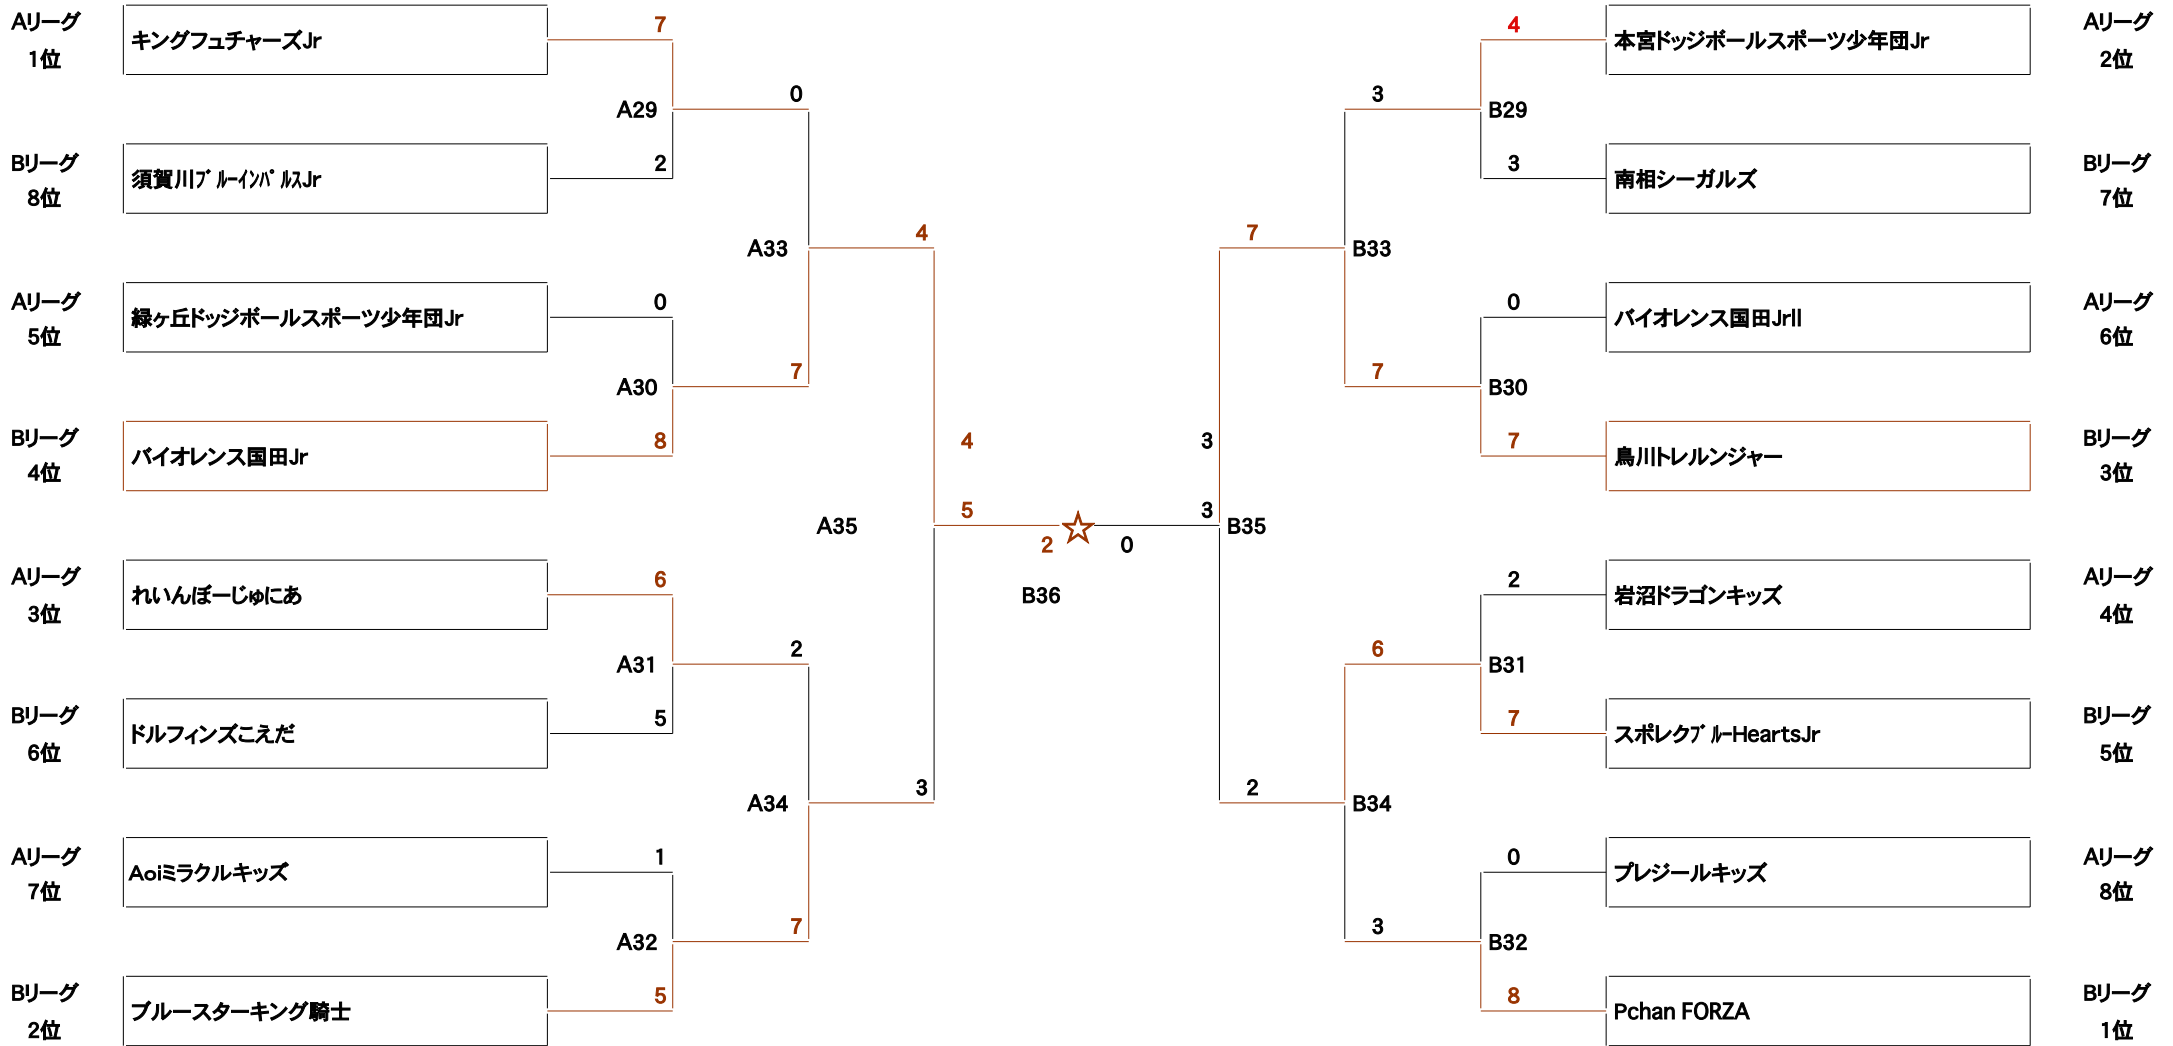 Aリーグ
1位
キングフュチャーズJr
7
A29
0
Bリーグ
8位
須賀川ﾌﾞﾙｰｲﾝﾊﾟﾙｽJr
2
A33
4
Aリーグ
5位
緑ヶ丘ドッジボールスポーツ少年団Jr
0
A30
7
Bリーグ
4位
バイオレンス国田Jr
8
4
A35
5
2
Aリーグ
3位
れいんぼーじゅにあ
6
A31
2
Bリーグ
6位
ドルフィンズこえだ
5
A34
3
Aリーグ
7位
Aoiミラクルキッズ
1
A32
7
Bリーグ
2位
ブルースターキング騎士
5
B36
4
本宮ドッジボールスポーツ少年団Jr
Aリーグ
2位
3
B29
3
南相シーガルズ
Bリーグ
7位
7
B33
0
バイオレンス国田JrII
Aリーグ
6位
7
B30
7
鳥川トレルンジャー
Bリーグ
3位
3
3
B35
0
2
岩沼ドラゴンキッズ
Aリーグ
4位
6
B31
7
スポレクﾌﾞﾙｰHeartsJr
Bリーグ
5位
2
B34
0
プレジールキッズ
Aリーグ
8位
3
B32
8
Pchan FORZA
Bリーグ
1位